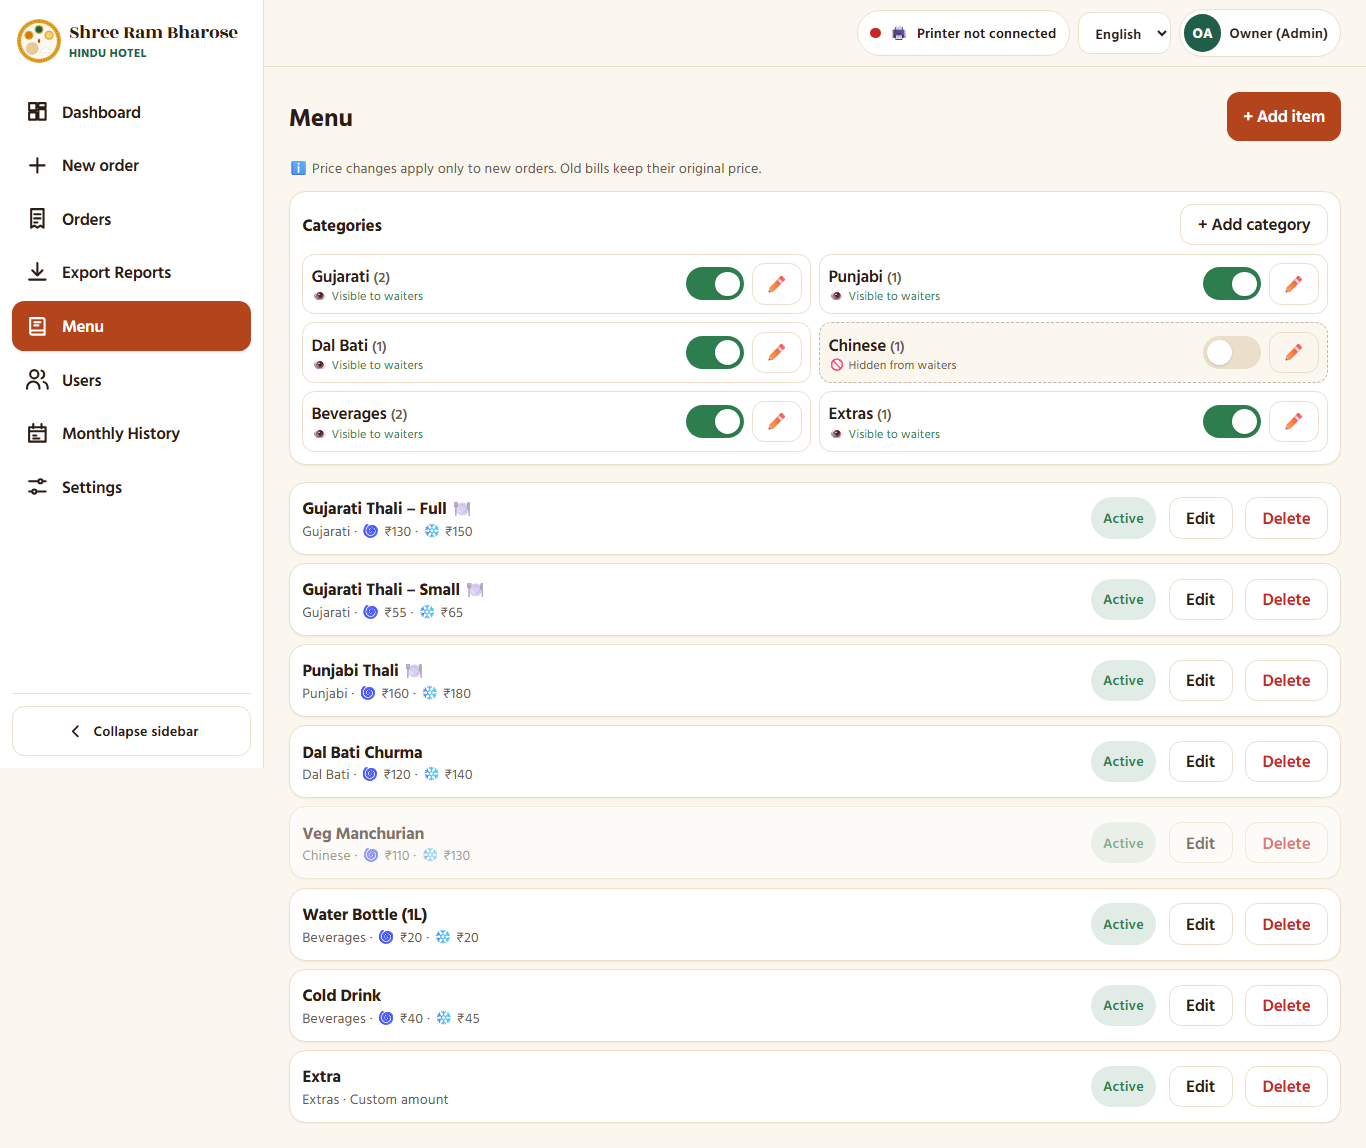 Shree Ram Bharose
HINDU HOTEL
Printer not connected
English
OA
Owner (Admin)
Dashboard
New order
Orders
Export Reports
Menu
Users
Monthly History
Settings
Collapse sidebar
Menu
+ Add item
Price changes apply only to new orders. Old bills keep their original price.
Categories
+ Add category
Gujarati (2)
Visible to waiters
Punjabi (1)
Visible to waiters
Dal Bati (1)
Visible to waiters
Chinese (1)
Hidden from waiters
Beverages (2)
Visible to waiters
Extras (1)
Visible to waiters
Gujarati Thali – Full
Gujarati · ₹130 · ₹150
Active Edit Delete
Gujarati Thali – Small
Gujarati · ₹55 · ₹65
Active Edit Delete
Punjabi Thali
Punjabi · ₹160 · ₹180
Active Edit Delete
Dal Bati Churma
Dal Bati · ₹120 · ₹140
Active Edit Delete
Veg Manchurian
Chinese · ₹110 · ₹130
Active Edit Delete
Water Bottle (1L)
Beverages · ₹20 · ₹20
Active Edit Delete
Cold Drink
Beverages · ₹40 · ₹45
Active Edit Delete
Extra
Extras · Custom amount
Active Edit Delete